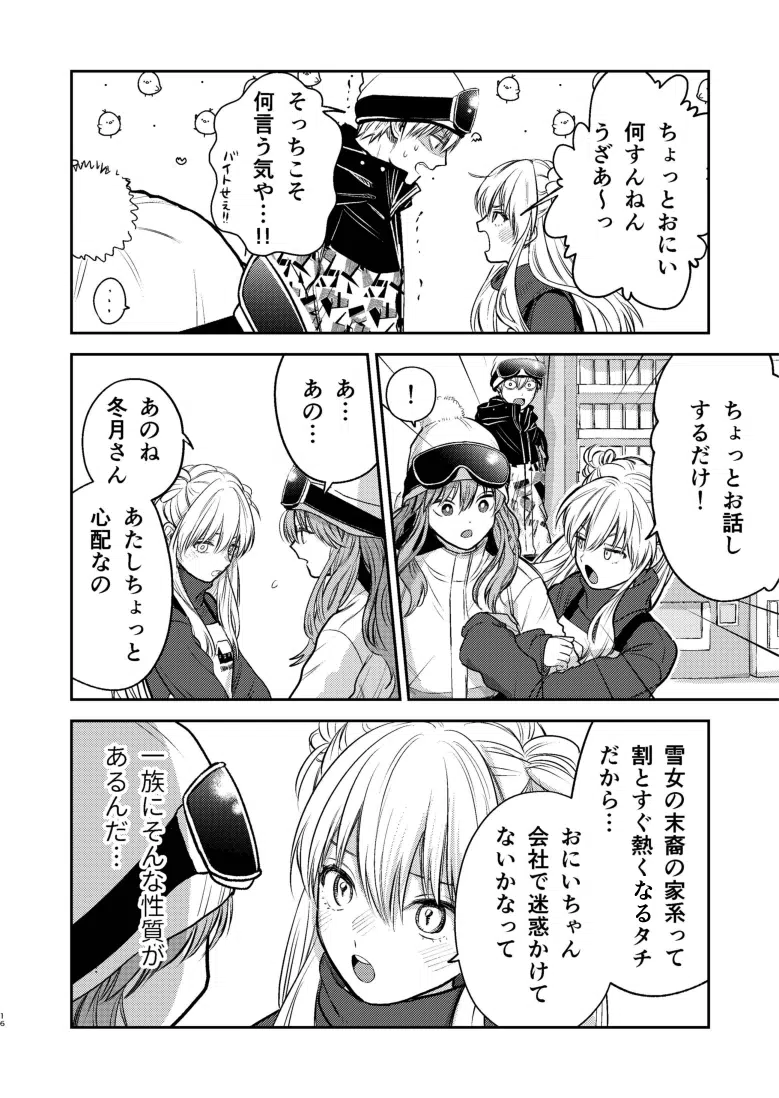 ちょっとおにい
何すんねん
うざあ〜っ
そっちこそ
何言う気や…!!
バイトせえ!!
…
ちょっとお話し
するだけ!
!
あ…
あの…
あのね
冬月さん
あたしちょっと
心配なの
雪女の末裔の家系って
割とすぐ熱くなるタチ
だから…
おにいちゃん
会社で迷惑かけて
ないかなって
一族にそんな性質が
あるんだ…
16